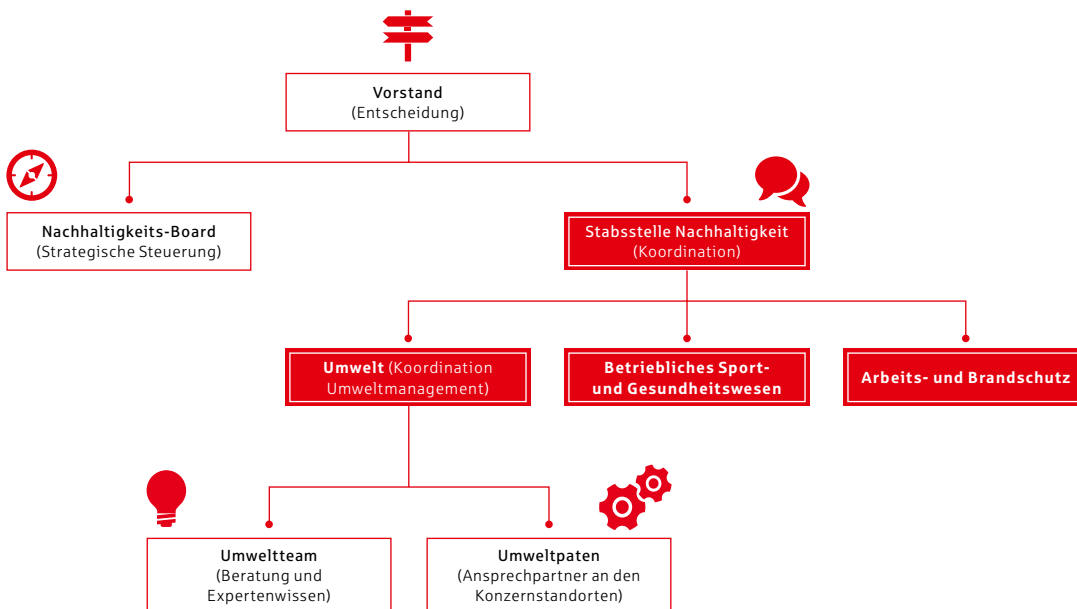 Vorstand
(Entscheidung)
Nachhaltigkeits-Board
(Strategische Steuerung)
Stabsstelle Nachhaltigkeit
(Koordination)
Umwelt (Koordination
Umweltmanagement)
Betriebliches Sport-
und Gesundheitswesen
Arbeits- und Brandschutz
Umweltteam
(Beratung und
Expertenwissen)
Umweltpaten
(Ansprechpartner an den
Konzernstandorten)